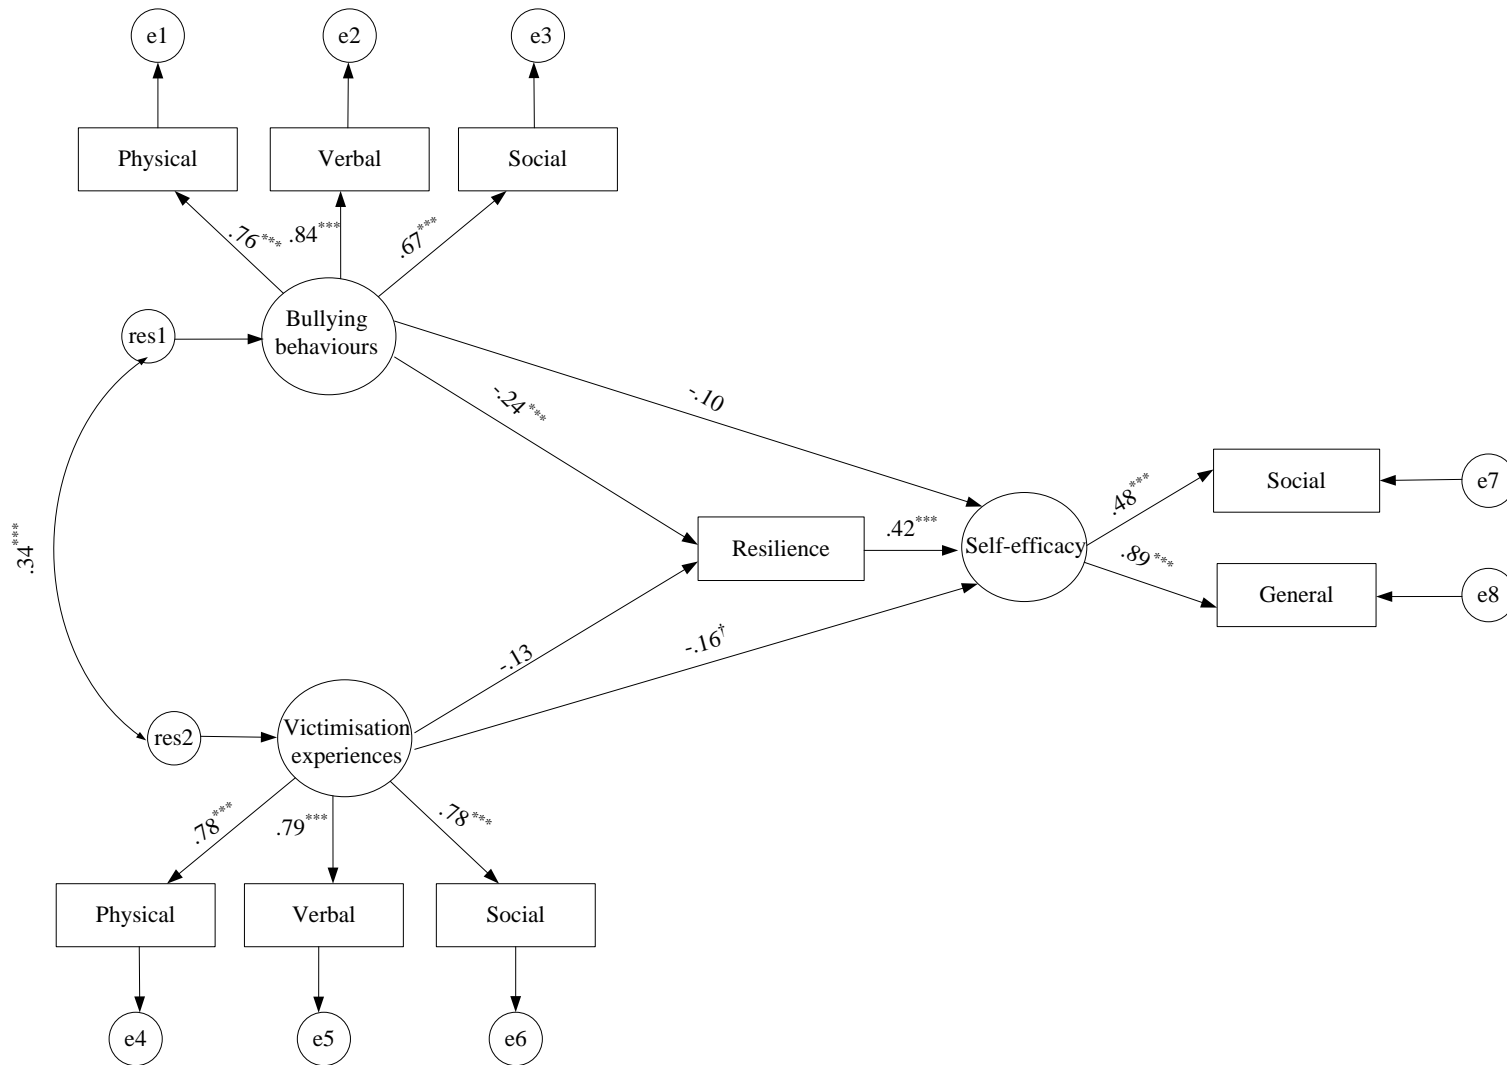 e1
e2
e3
Physical
Verbal
Social
.76***
.84***
.67***
Bullying
behaviours
res1
-.24***
-.10
.34***
Resilience
.42***
Self-efficacy
.48***
Social
e7
.89***
General
e8
-.13
-.16†
res2
Victimisation
experiences
.78***
.79***
.78***
Physical
Verbal
Social
e4
e5
e6